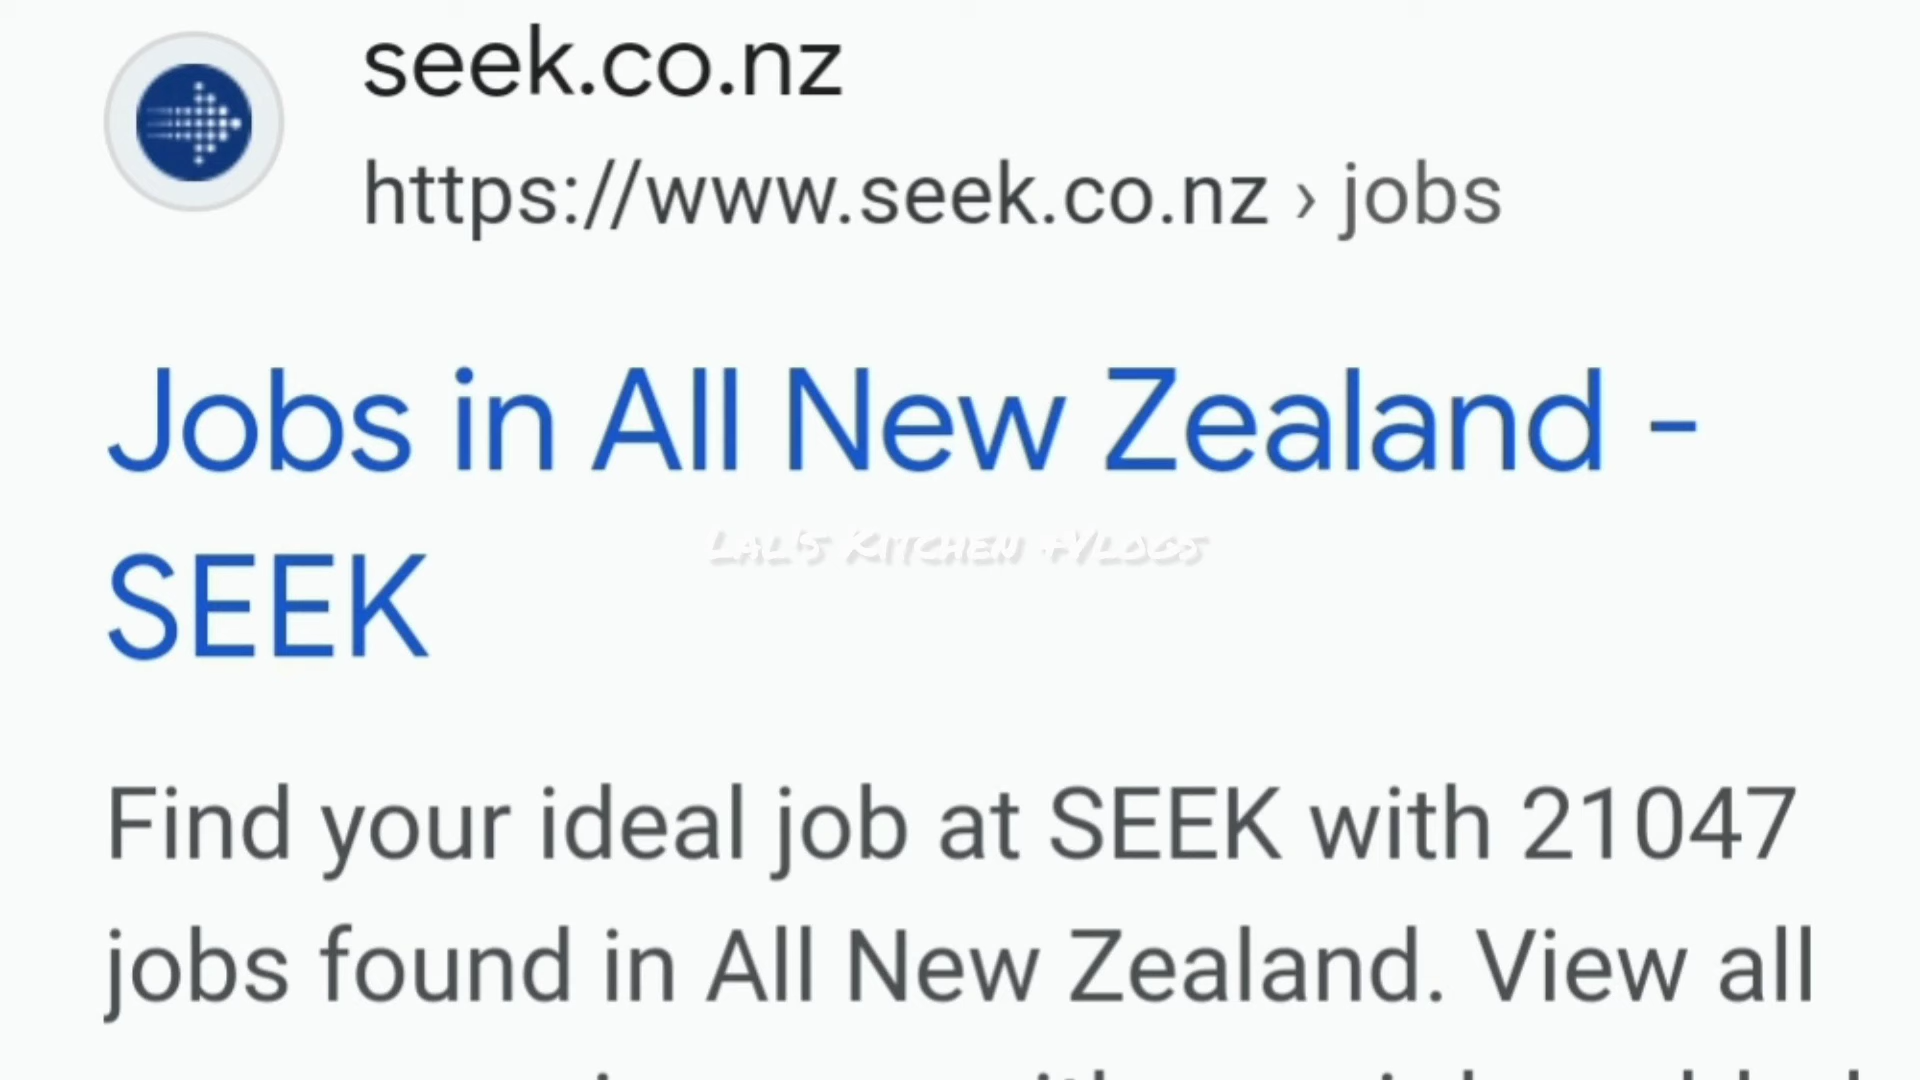 seek.co.nz
https://www.seek.co.nz › jobs
Jobs in All New Zealand -
SEEK
Lal's Kitchen +Vlogs
Find your ideal job at SEEK with 21047
jobs found in All New Zealand. View all